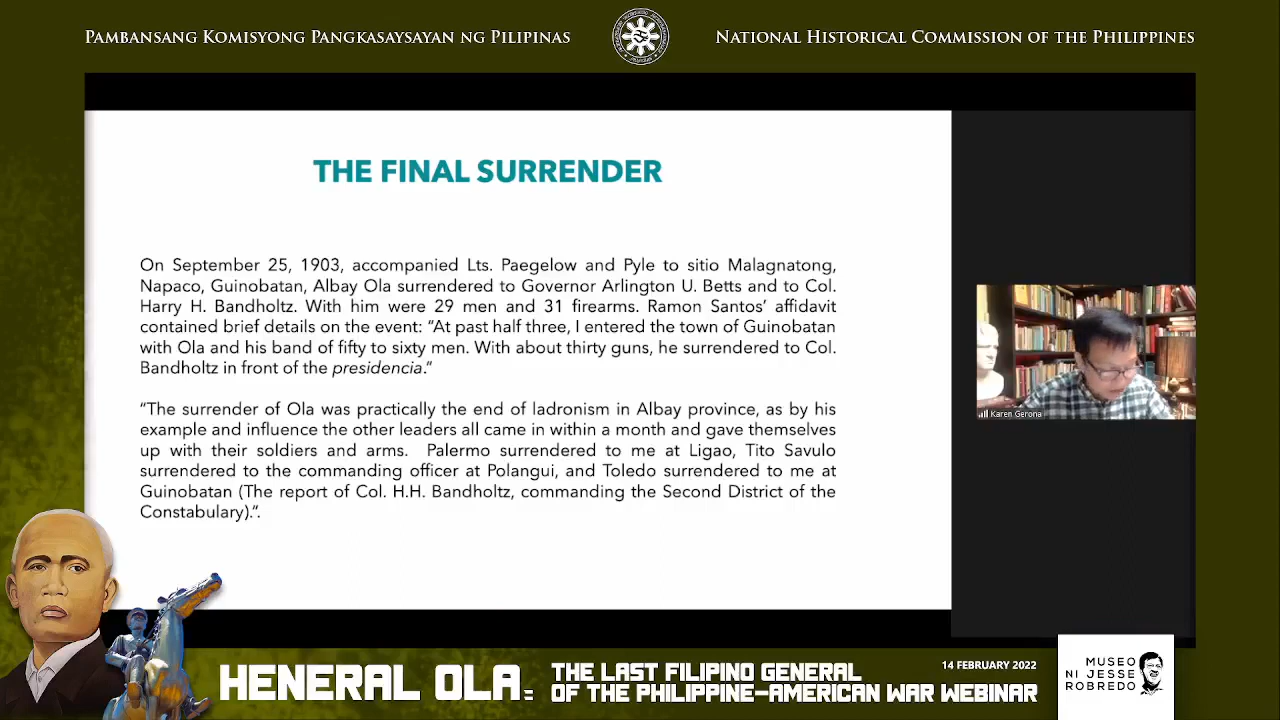 PAMBANSANG KOMISYONG PANGKASAYSAYAN NG PILIPINAS
NATIONAL HISTORICAL COMMISSION OF THE PHILIPPINES
THE FINAL SURRENDER
On September 25, 1903, accompanied Lts. Paegelow and Pyle to sitio Malagnatong,
Napaco, Guinobatan, Albay Ola surrendered to Governor Arlington U. Betts and to Col.
Harry H. Bandholtz. With him were 29 men and 31 firearms. Ramon Santos’ affidavit
contained brief details on the event: “At past half three, I entered the town of Guinobatan
with Ola and his band of fifty to sixty men. With about thirty guns, he surrendered to Col.
Bandholtz in front of the presidencia.”
“The surrender of Ola was practically the end of ladronism in Albay province, as by his
example and influence the other leaders all came in within a month and gave themselves
up with their soldiers and arms. Palermo surrendered to me at Ligao, Tito Savulo
surrendered to the commanding officer at Polangui, and Toledo surrendered to me at
Guinobatan (The report of Col. H.H. Bandholtz, commanding the Second District of the
Constabulary).”.
Karen Gerona
HENERAL OLA:
THE LAST FILIPINO GENERAL
OF THE PHILIPPINE-AMERICAN WAR WEBINAR
14 FEBRUARY 2022
MUSEO
NI JESSE
ROBREDO